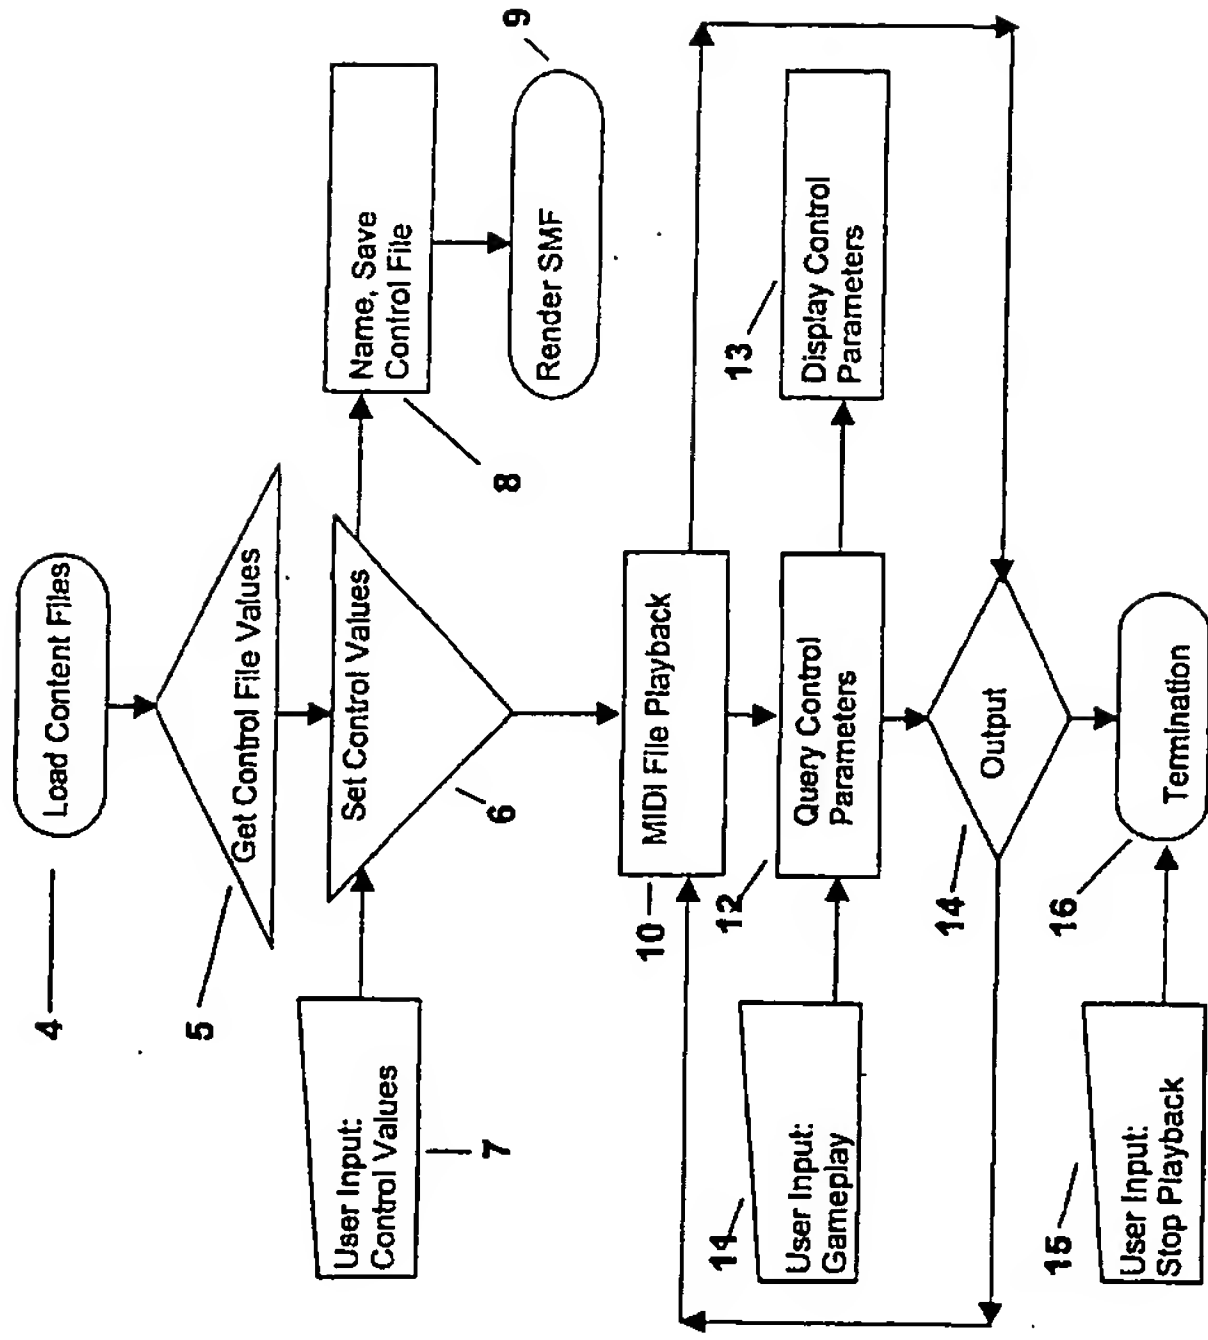 4
Load Content Files
5
Get Control File Values
User Input:
Control Values
7
Set Control Values
6
Name, Save
Control File
8
Render SMF
9
10
MIDI File Playback
11
User Input:
Gameplay
12
Query Control
Parameters
13
Display Control
Parameters
14
Output
15
User Input:
Stop Playback
16
Termination